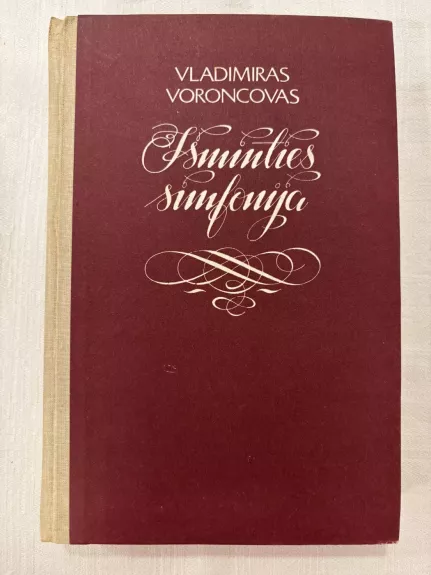 VLADIMIRAS
VORONCOVAS
Išminties
simfonija